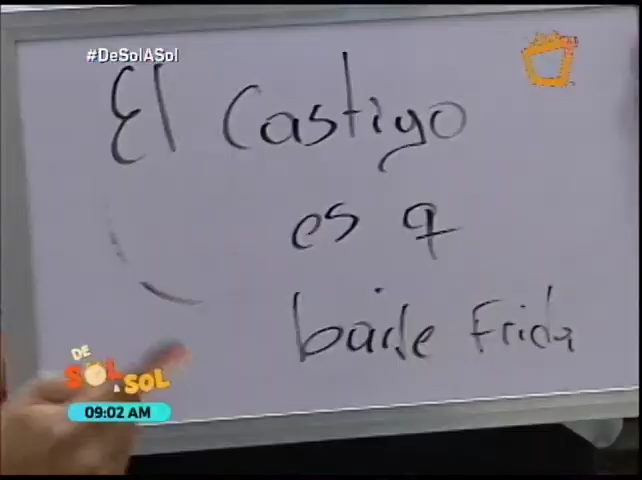 #DeSolASol
El Castigo
es q
baile Frida
DE
SOL
A SOL
09:02 AM